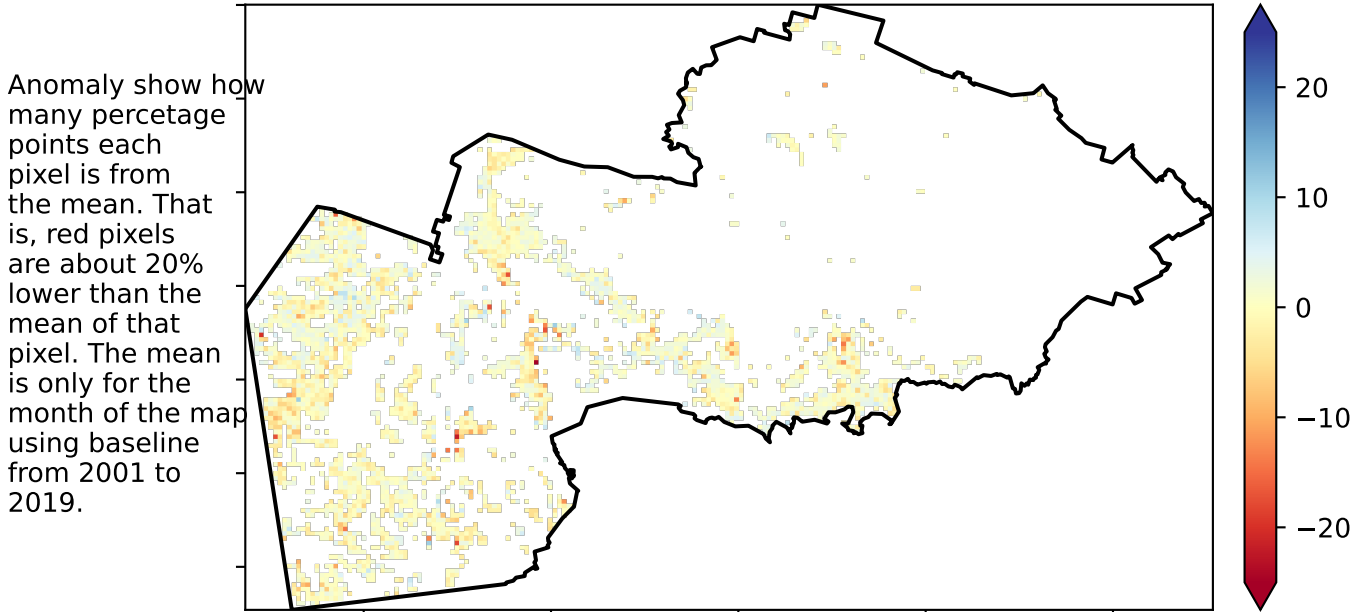 Anomaly show how
many percetage
points each
pixel is from
the mean. That
is, red pixels
are about 20%
lower than the
mean of that
pixel. The mean
is only for the
month of the map
using baseline
from 2001 to
2019.
20
10
0
−10
−20